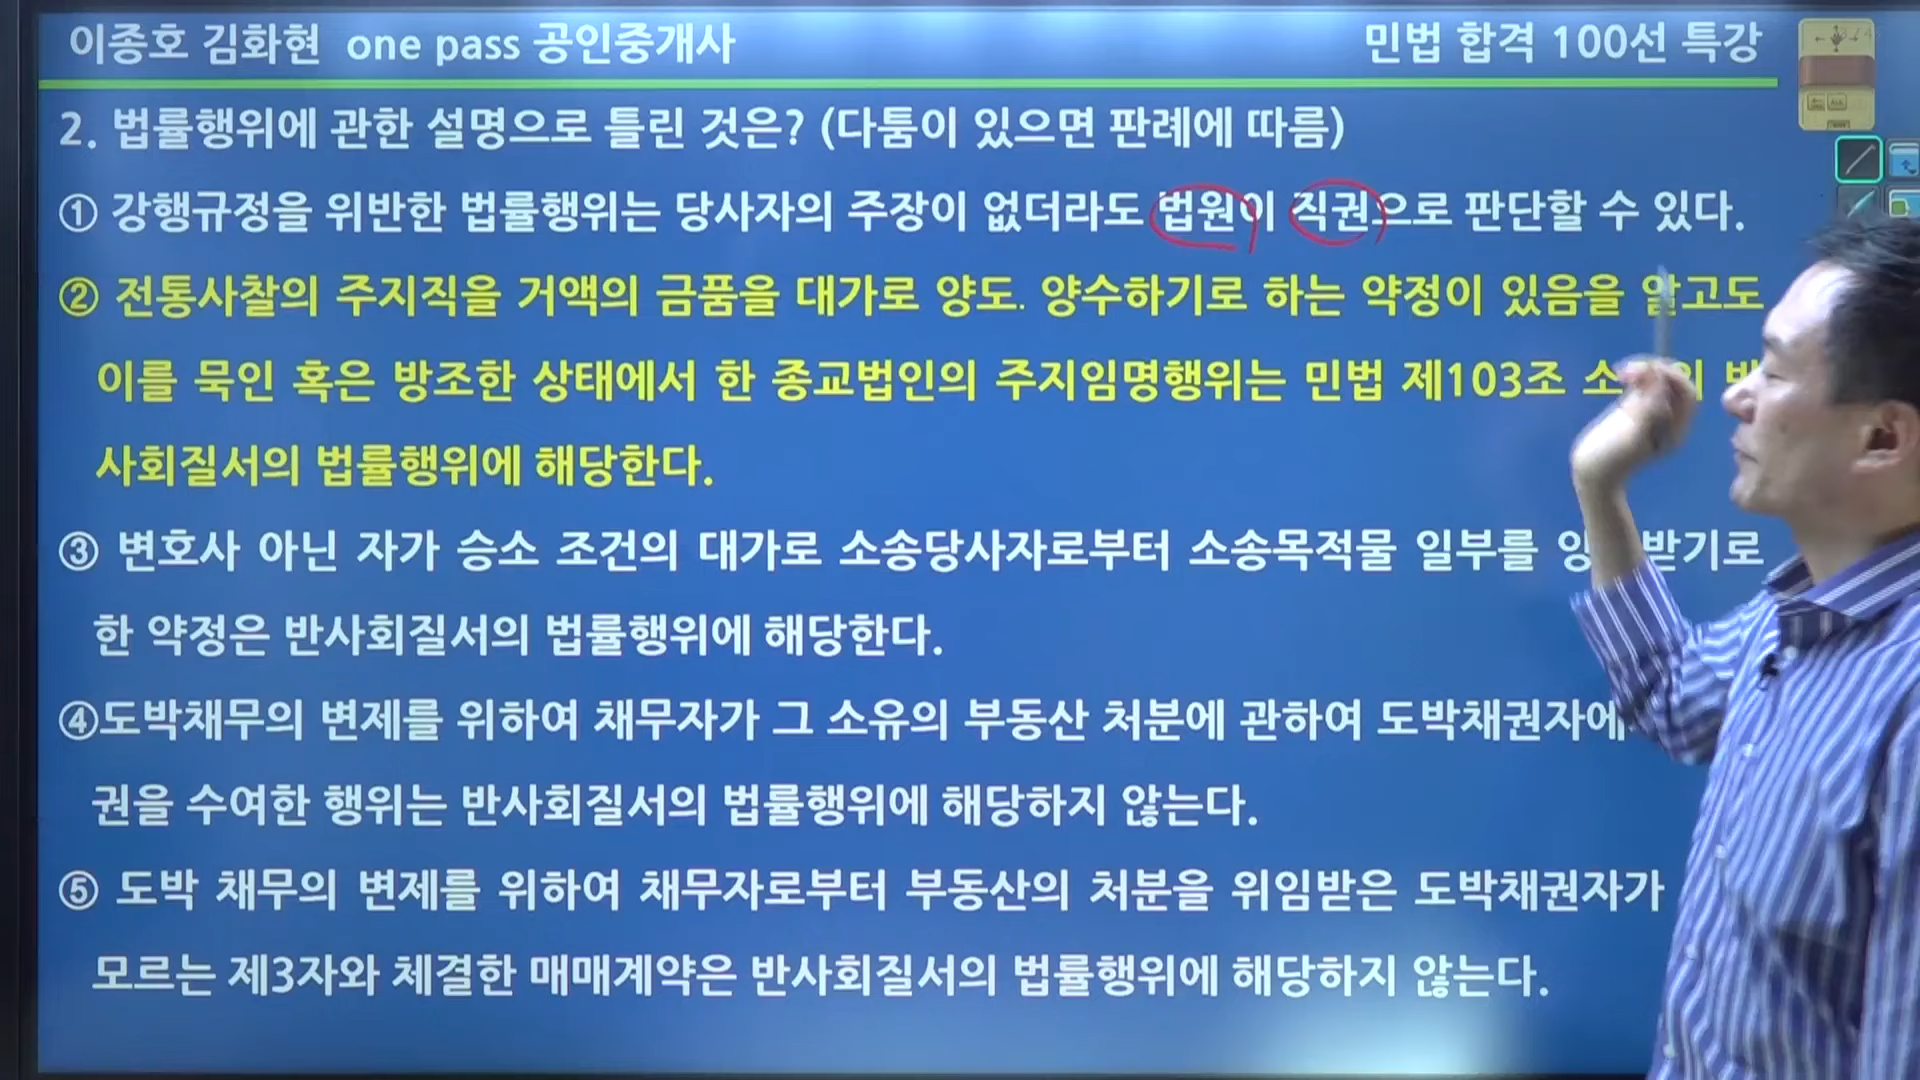 이종호 김화현 one pass 공인중개사
민법 합격 100선 특강
2. 법률행위에 관한 설명으로 틀린 것은? (다툼이 있으면 판례에 따름)
① 강행규정을 위반한 법률행위는 당사자의 주장이 없더라도 법원이 직권으로 판단할 수 있다.
② 전통사찰의 주지직을 거액의 금품을 대가로 양도. 양수하기로 하는 약정이 있음을 알고도
이를 묵인 혹은 방조한 상태에서 한 종교법인의 주지임명행위는 민법 제103조
사회질서의 법률행위에 해당한다.
③ 변호사 아닌 자가 승소 조건의 대가로 소송당사자로부터 소송목적물 일부를 받기로
한 약정은 반사회질서의 법률행위에 해당한다.
④도박채무의 변제를 위하여 채무자가 그 소유의 부동산 처분에 관하여 도박채권자에
권을 수여한 행위는 반사회질서의 법률행위에 해당하지 않는다.
⑤ 도박 채무의 변제를 위하여 채무자로부터 부동산의 처분을 위임받은 도박채권자가
모르는 제3자와 체결한 매매계약은 반사회질서의 법률행위에 해당하지 않는다.